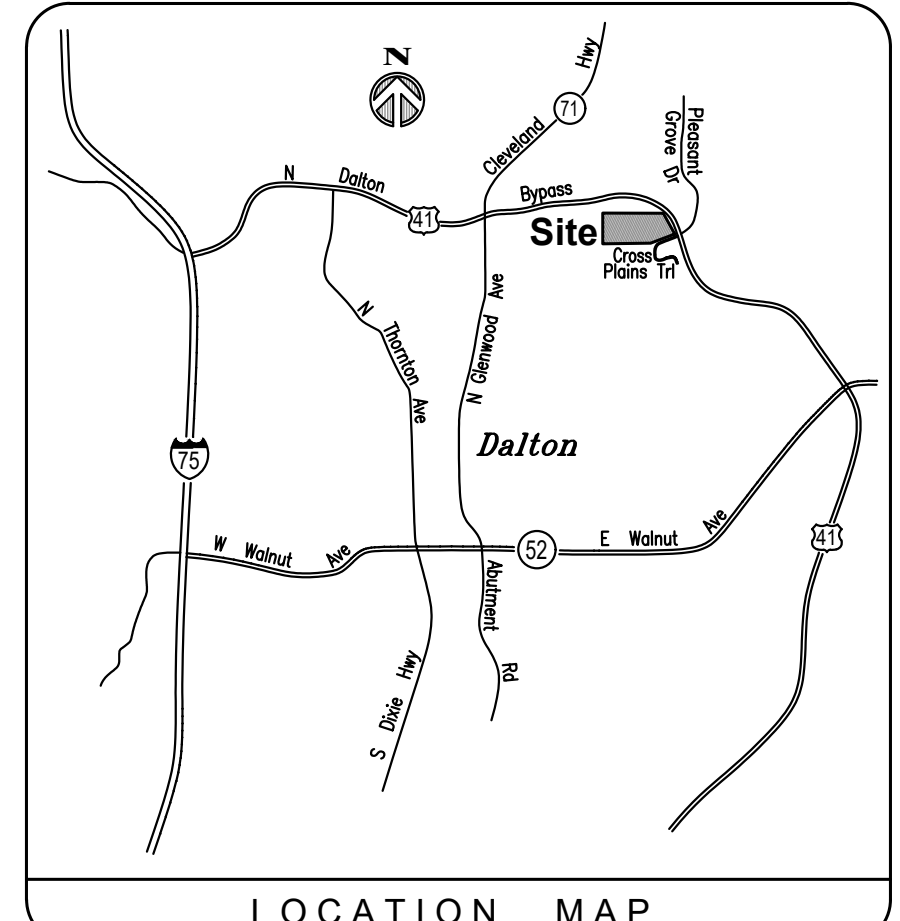 N
Hwy
71
Cleveland
Pleasant
Grove Dr
N Dalton
41
Bypass
Site
Cross
Plains Trl
N Glenwood Ave
N Thornton Ave
Dalton
75
W Walnut Ave
52
E Walnut Ave
41
Abutment Rd
S Dixie Hwy
LOCATION MAP